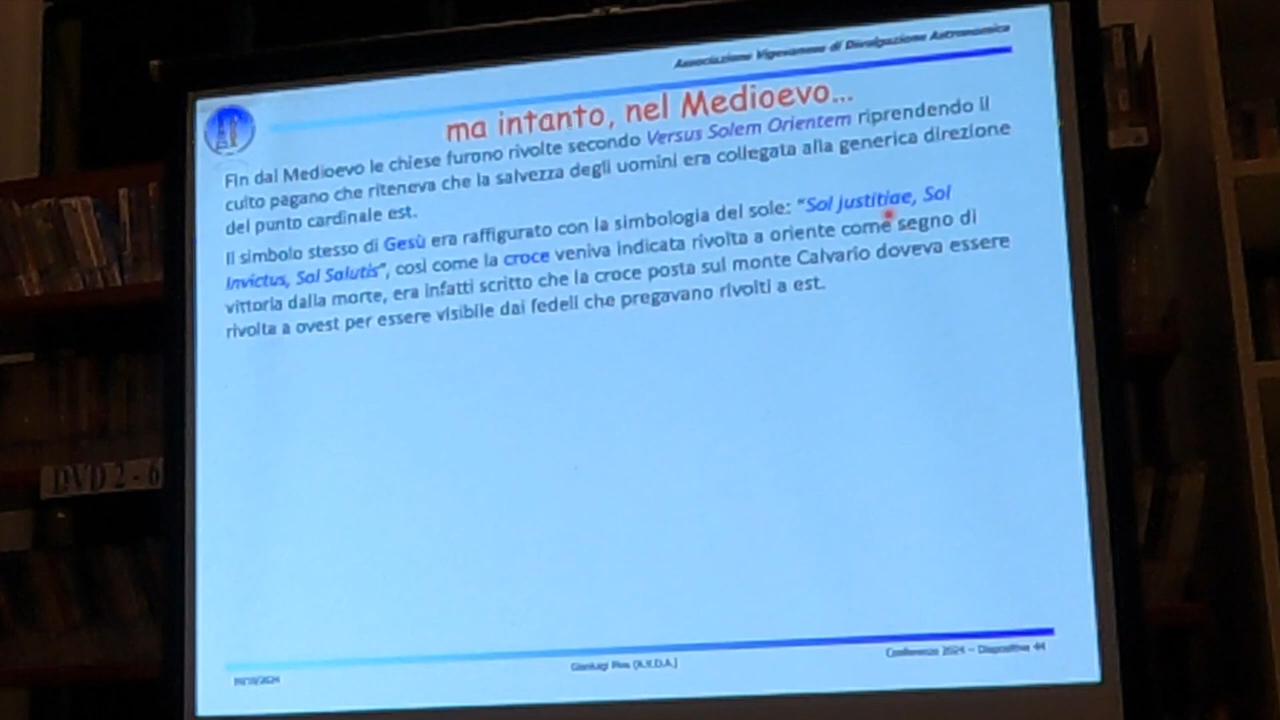 Associazione Vigevanese di Divulgazione Astronomica
ma intanto, nel Medioevo...
Fin dal Medioevo le chiese furono rivolte secondo Versus Solem Orientem riprendendo il
culto pagano che riteneva che la salvezza degli uomini era collegata alla generica direzione
del punto cardinale est.
Il simbolo stesso di Gesù era raffigurato con la simbologia del sole: "Sol justitiae, Sol
Invictus, Sol Salutis", così come la croce veniva indicata rivolta a oriente come segno di
vittoria dalla morte, era infatti scritto che la croce posta sul monte Calvario doveva essere
rivolta a ovest per essere visibile dai fedeli che pregavano rivolti a est.
DVD 2 - 6
Gianluigi (A.V.D.A.)
Conferenza 2024 - Diapositiva 44